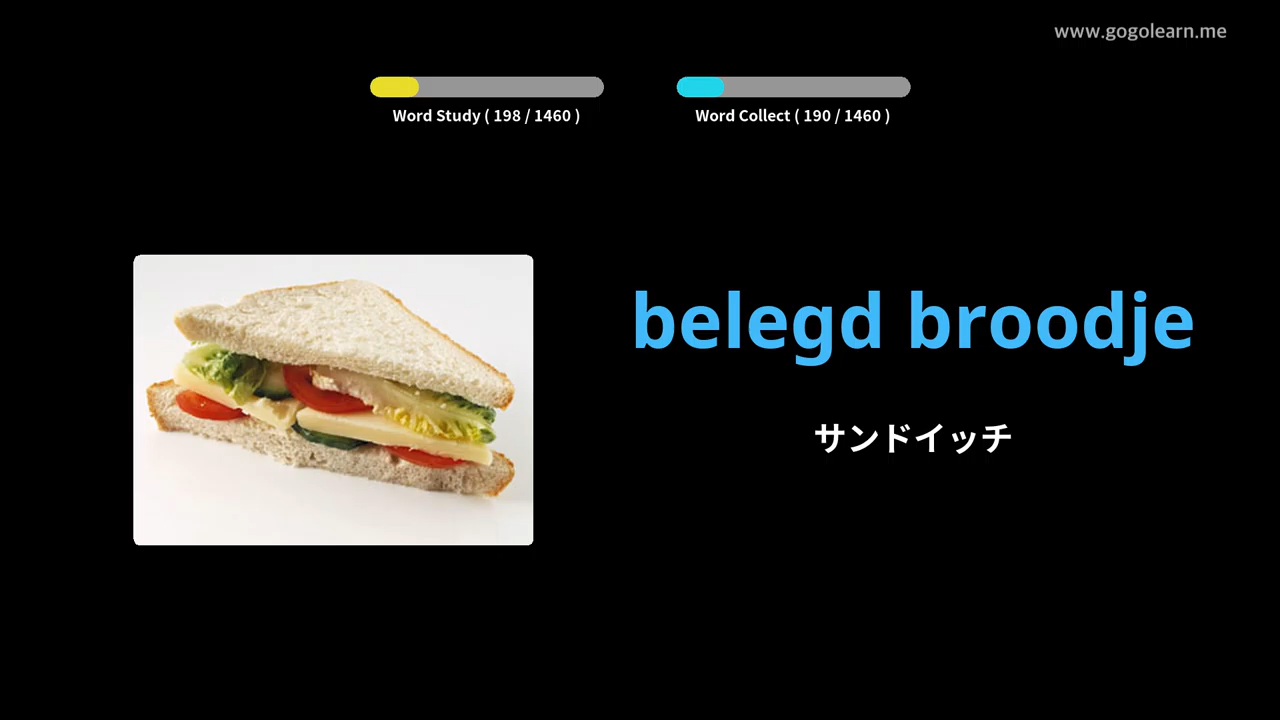 www.gogolearn.me
Word Study ( 198 / 1460 )
Word Collect ( 190 / 1460 )
belegd broodje
サンドイッチ